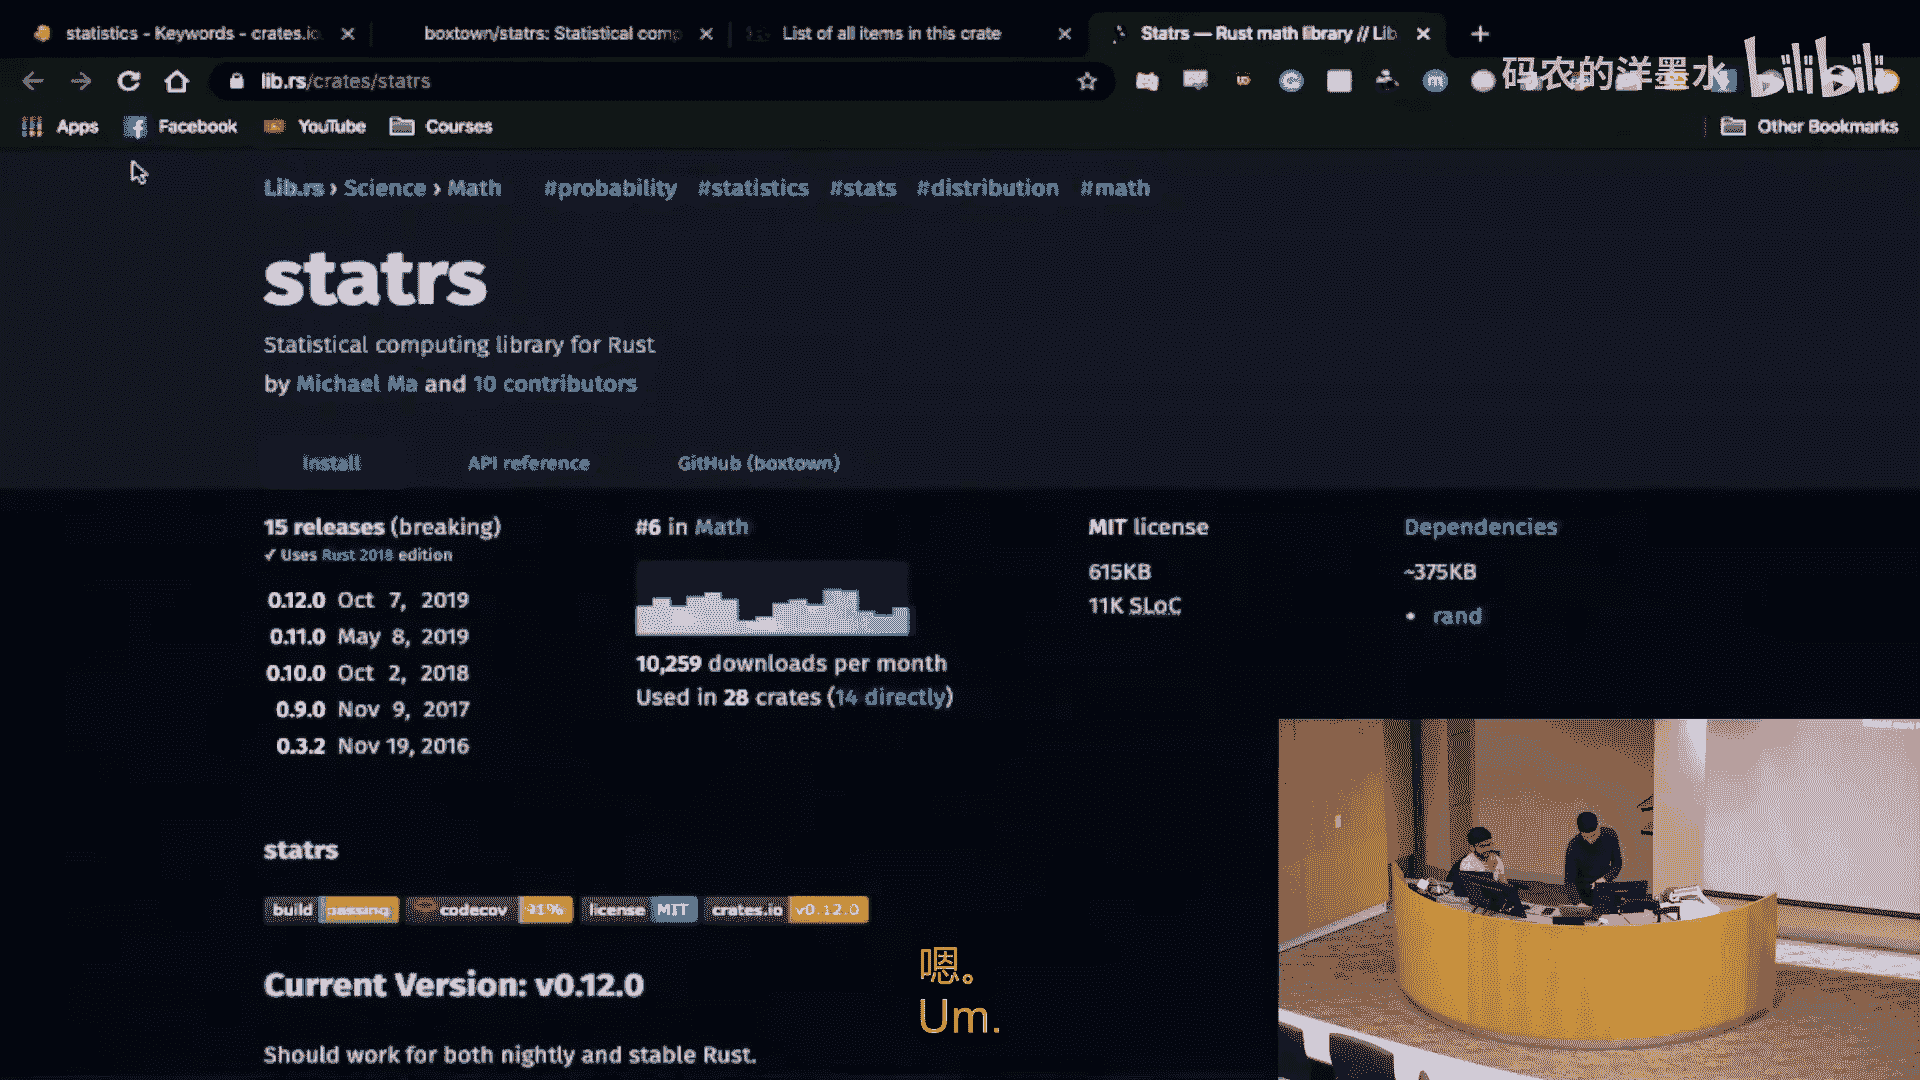 statistics - Keywords - crates.io
boxtown/statrs: Statistical comp
List of all items in this crate
Statrs — Rust math library // Lib
lib.rs/crates/statrs
码农的洋墨水 bilibili
Apps
Facebook
YouTube
Courses
Other Bookmarks
Lib.rs › Science › Math #probability #statistics #stats #distribution #math
statrs
Statistical computing library for Rust
by Michael Ma and 10 contributors
Install
API reference
GitHub (boxtown)
15 releases (breaking)
✓ Uses Rust 2018 edition
0.12.0 Oct 7, 2019
0.11.0 May 8, 2019
0.10.0 Oct 2, 2018
0.9.0 Nov 9, 2017
0.3.2 Nov 19, 2016
#6 in Math
10,259 downloads per month
Used in 28 crates (14 directly)
MIT license
615KB
11K SLoC
Dependencies
~375KB
• rand
statrs
build passing codecov 91% license MIT crates.io v0.12.0
Current Version: v0.12.0
Should work for both nightly and stable Rust.
嗯。
Um.